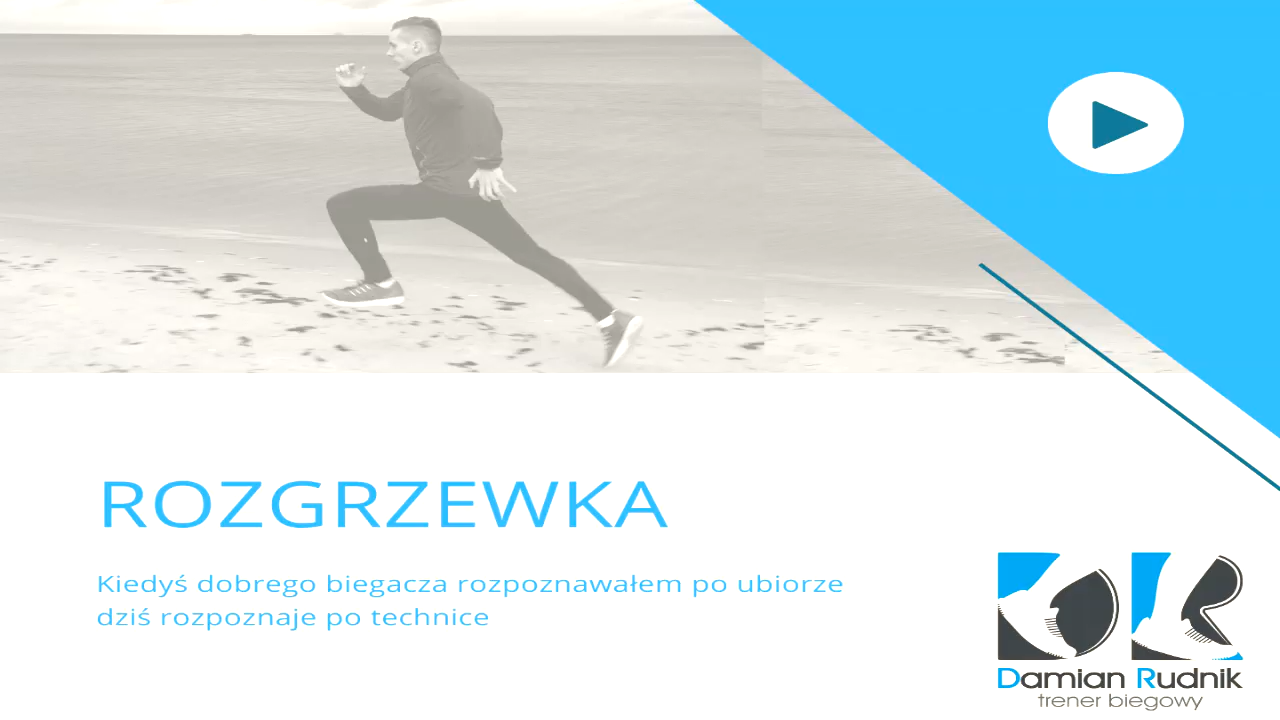 ROZGRZEWKA
Kiedyś dobrego biegacza rozpoznawałem po ubiorze
dziś rozpoznaje po technice
Damian Rudnik
trener biegowy